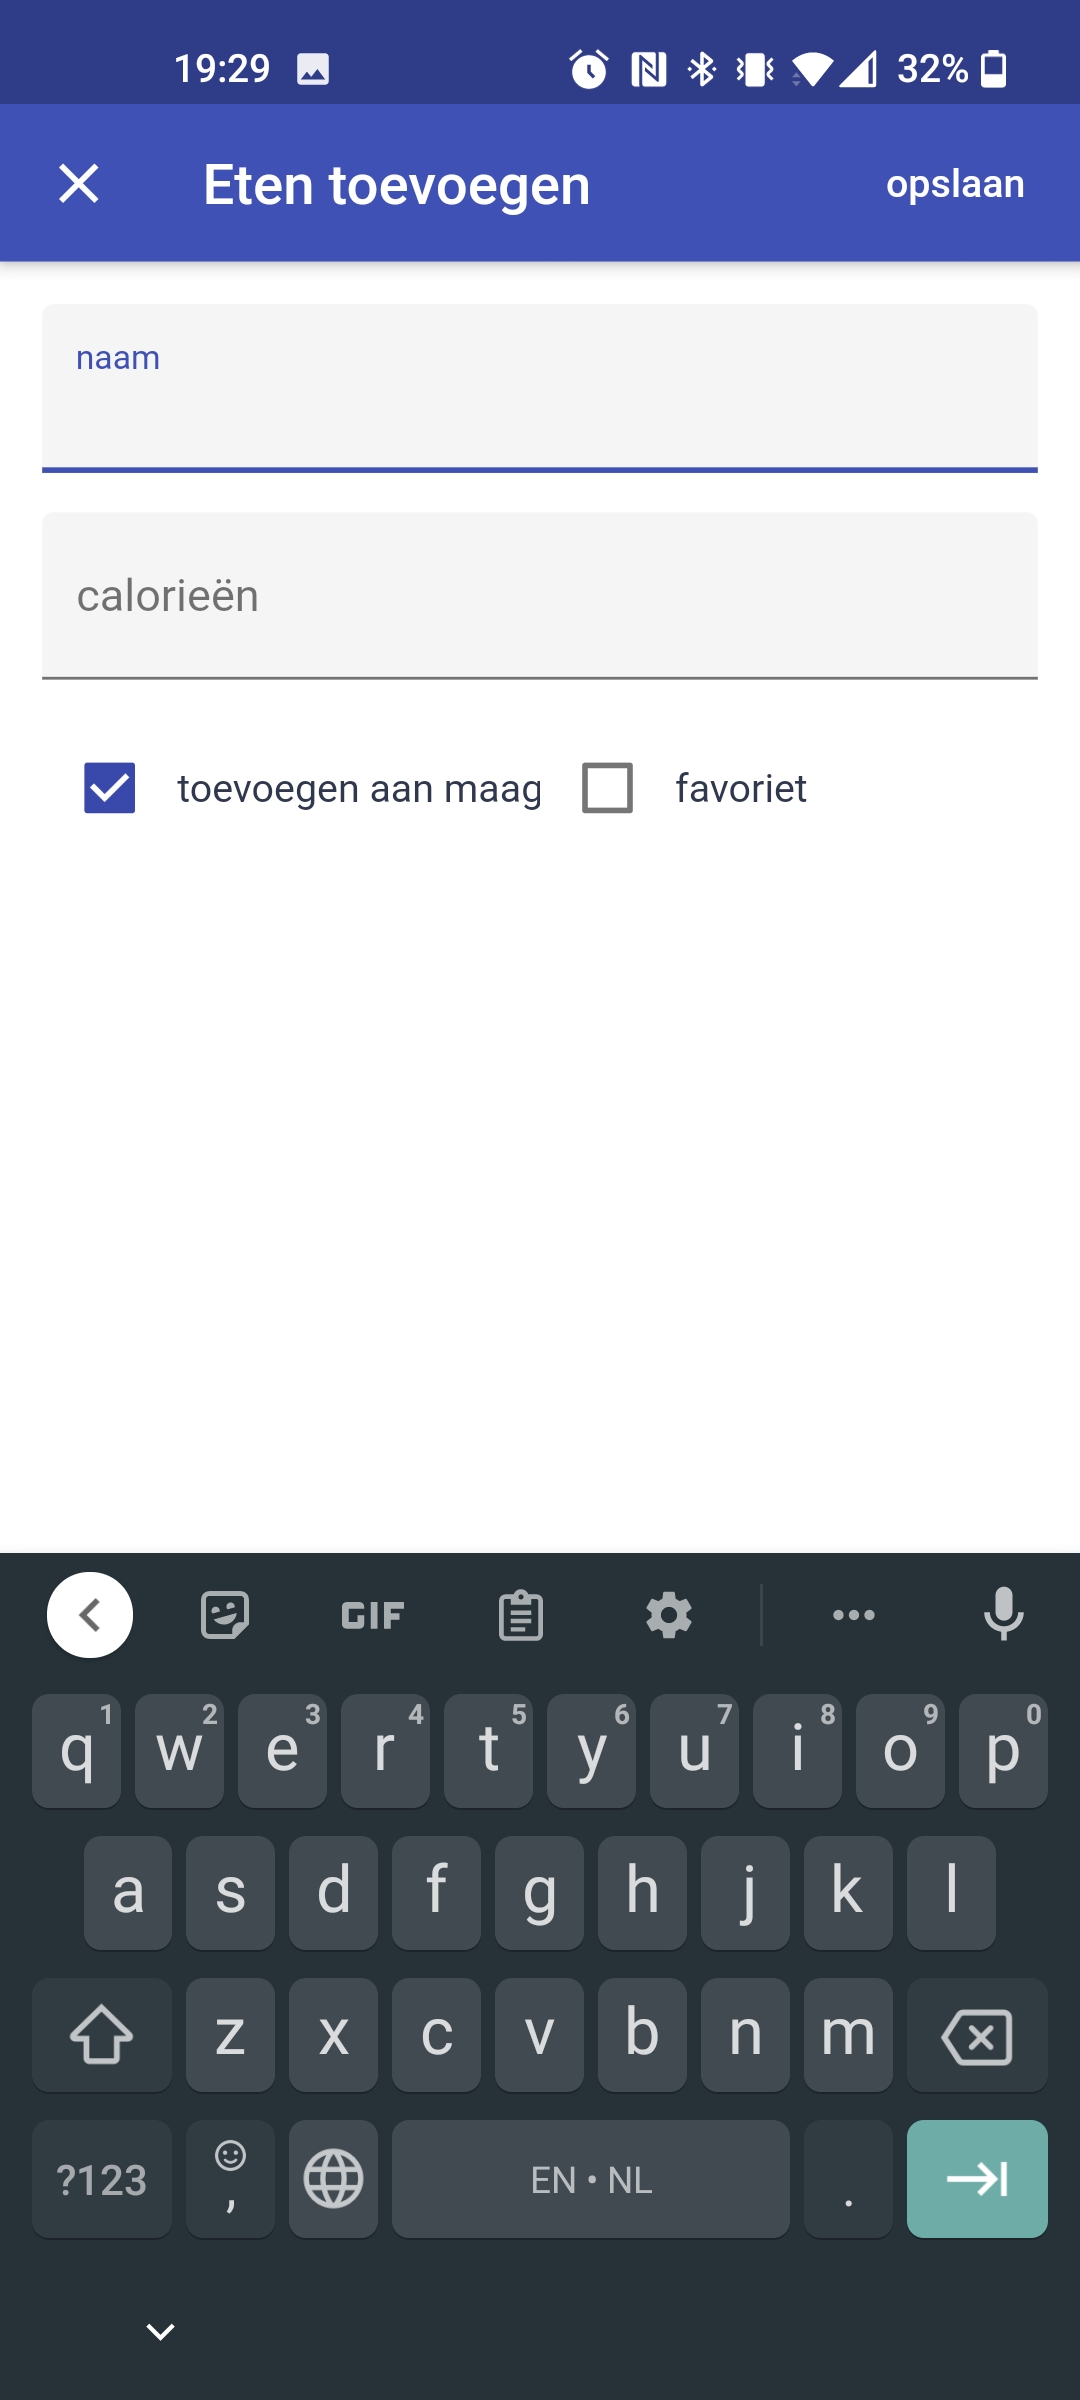 19:29 32%
Eten toevoegen opslaan
naam
calorieën
toevoegen aan maag favoriet
GIF
1 2 3 4 5 6 7 8 9 0
q w e r t y u i o p
a s d f g h j k l
z x c v b n m
?123 , EN • NL .